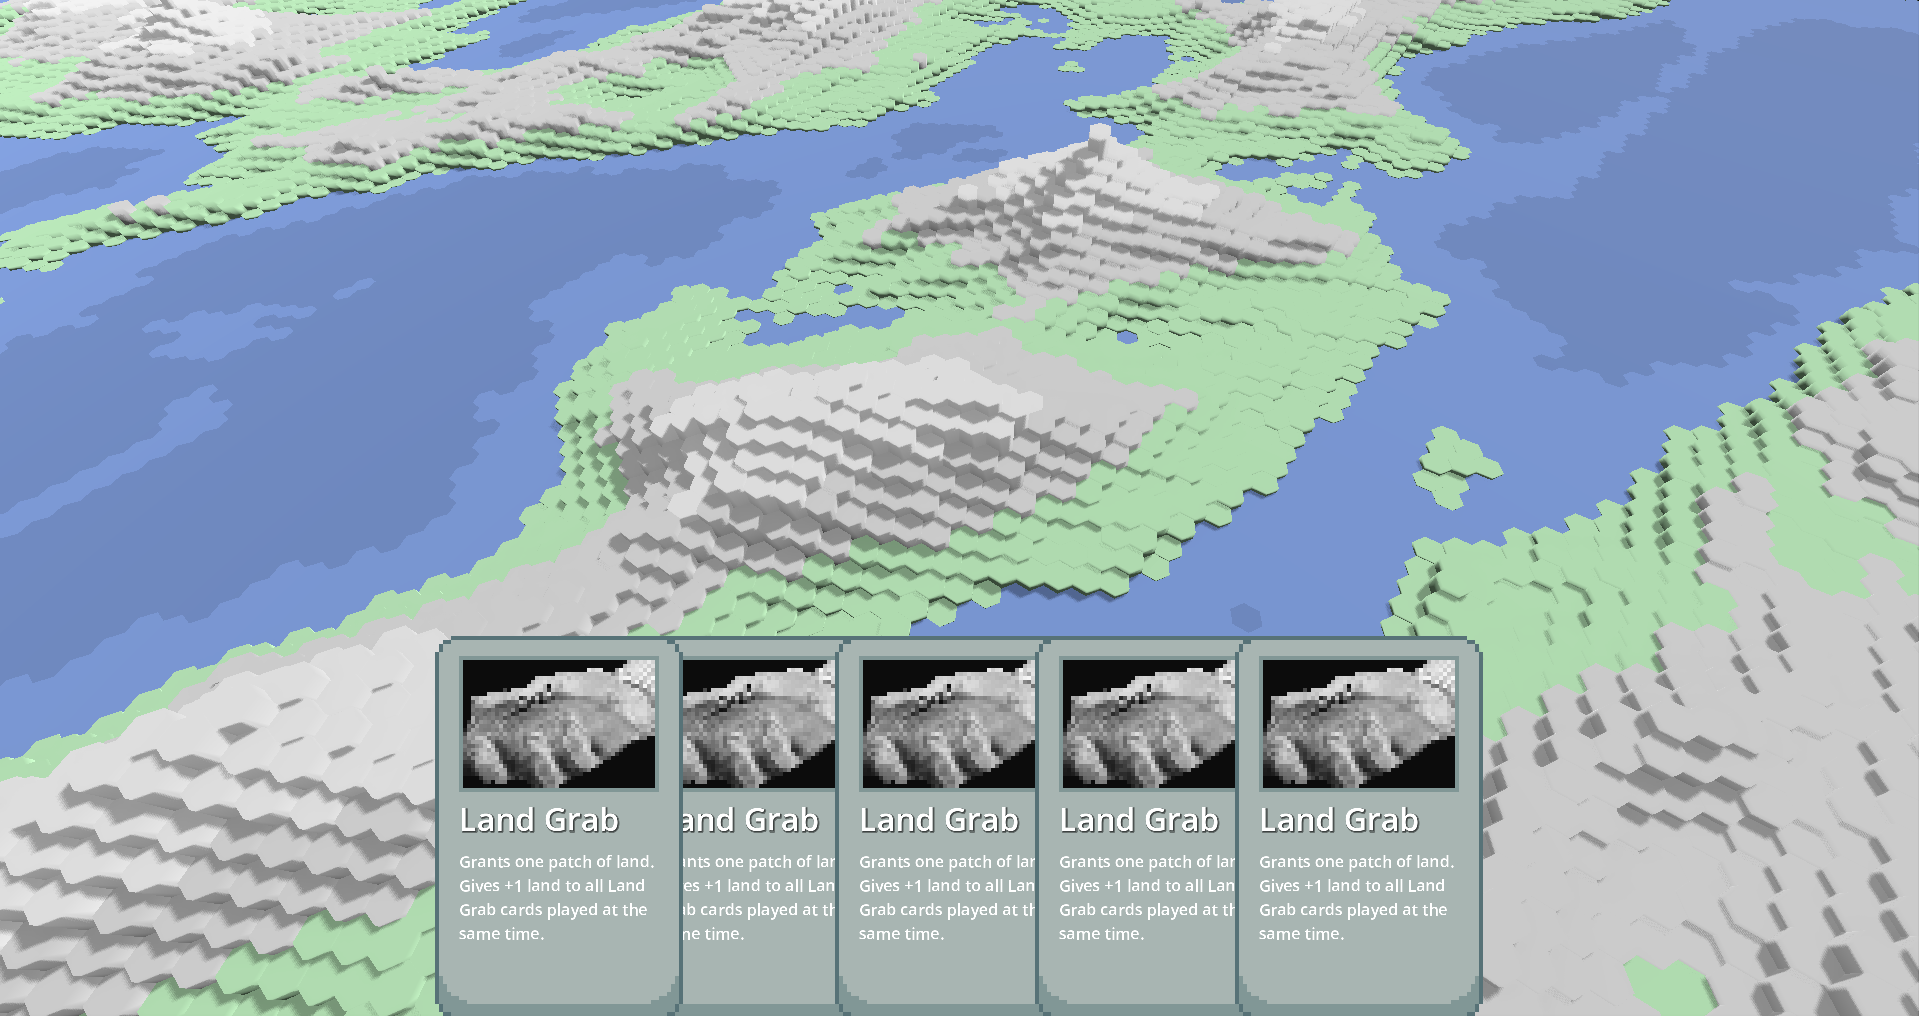 Land Grab
Grants one patch of land.
Gives +1 land to all Land
Grab cards played at the
same time.
and Grab
nts one patch of lar
es +1 land to all Lan
b cards played at th
ne time.
Land Grab
Grants one patch of lar
Gives +1 land to all Lan
Grab cards played at th
same time.
Land Grab
Grants one patch of lar
Gives +1 land to all Lan
Grab cards played at th
same time.
Land Grab
Grants one patch of land.
Gives +1 land to all Land
Grab cards played at the
same time.